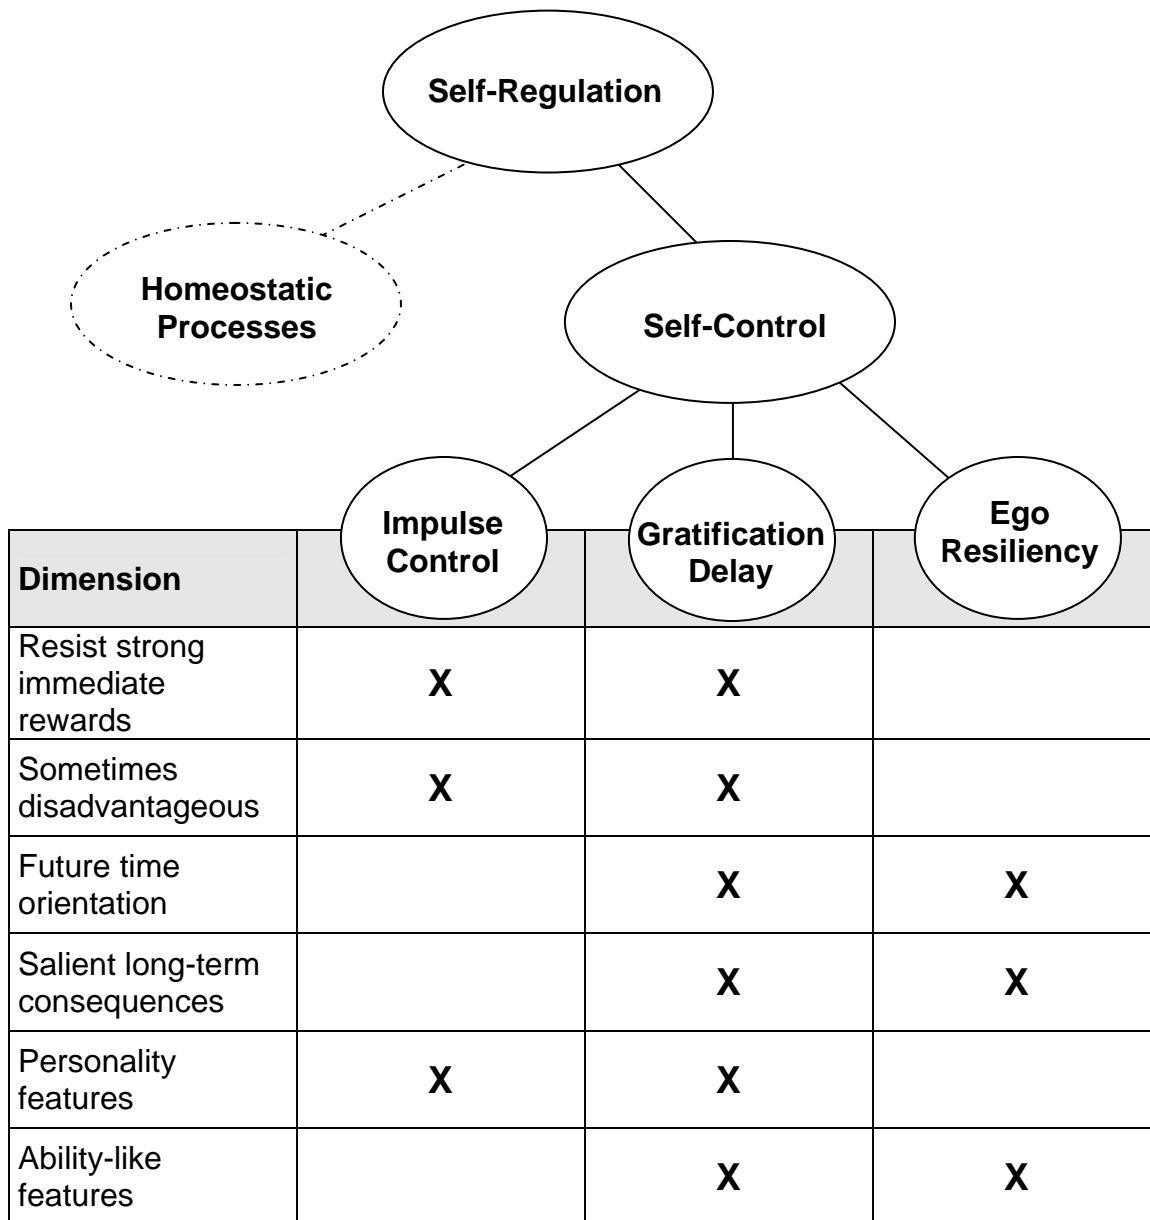 Self-Regulation
Homeostatic
Processes
Self-Control
Impulse
Control
Gratification
Delay
Ego
Resiliency
Dimension
Resist strong
immediate
rewards
X X
Sometimes
disadvantageous
X X
Future time
orientation
X X
Salient long-term
consequences
X X
Personality
features
X X
Ability-like
features
X X